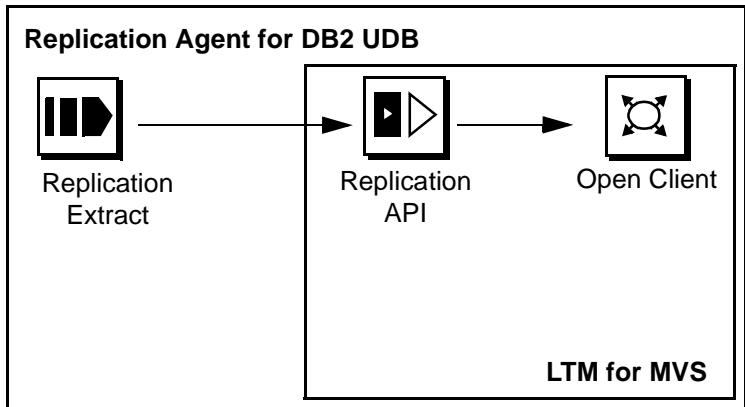 Replication Agent for DB2 UDB
Replication
Extract
Replication
API
Open Client
LTM for MVS